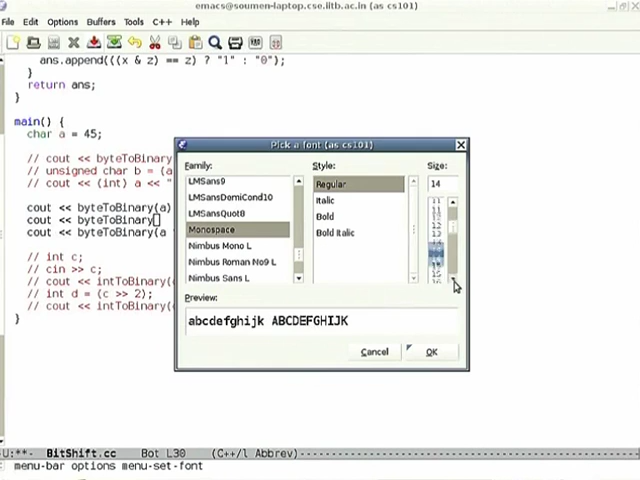 emacs@soumen-laptop.cse.iitb.ac.in (as cs101)
File Edit Options Buffers Tools C++ Help
ans.append(((x & z) == z) ? "1" : "0");
}
return ans;
}
main() {
char a = 45;
// cout << byteToBinary
// unsigned char b = (a
// cout << (int) a << "
cout << byteToBinary(a)
cout << byteToBinary
cout << byteToBinary(a
// int c;
// cin >> c;
// cout << intToBinary(
// int d = (c >> 2);
// cout << intToBinary(
}
Pick a font (as cs101)
Family: Style: Size:
LMSans9
LMSansDemiCond10
LMSansQuot8
Monospace
Nimbus Mono L
Nimbus Roman No9 L
Nimbus Sans L
Regular
Italic
Bold
Bold Italic
14
11
Preview:
abcdefghijk ABCDEFGHIJK
Cancel OK
-U:**- BitShift.cc Bot L30 (C++/l Abbrev)
menu-bar options menu-set-font